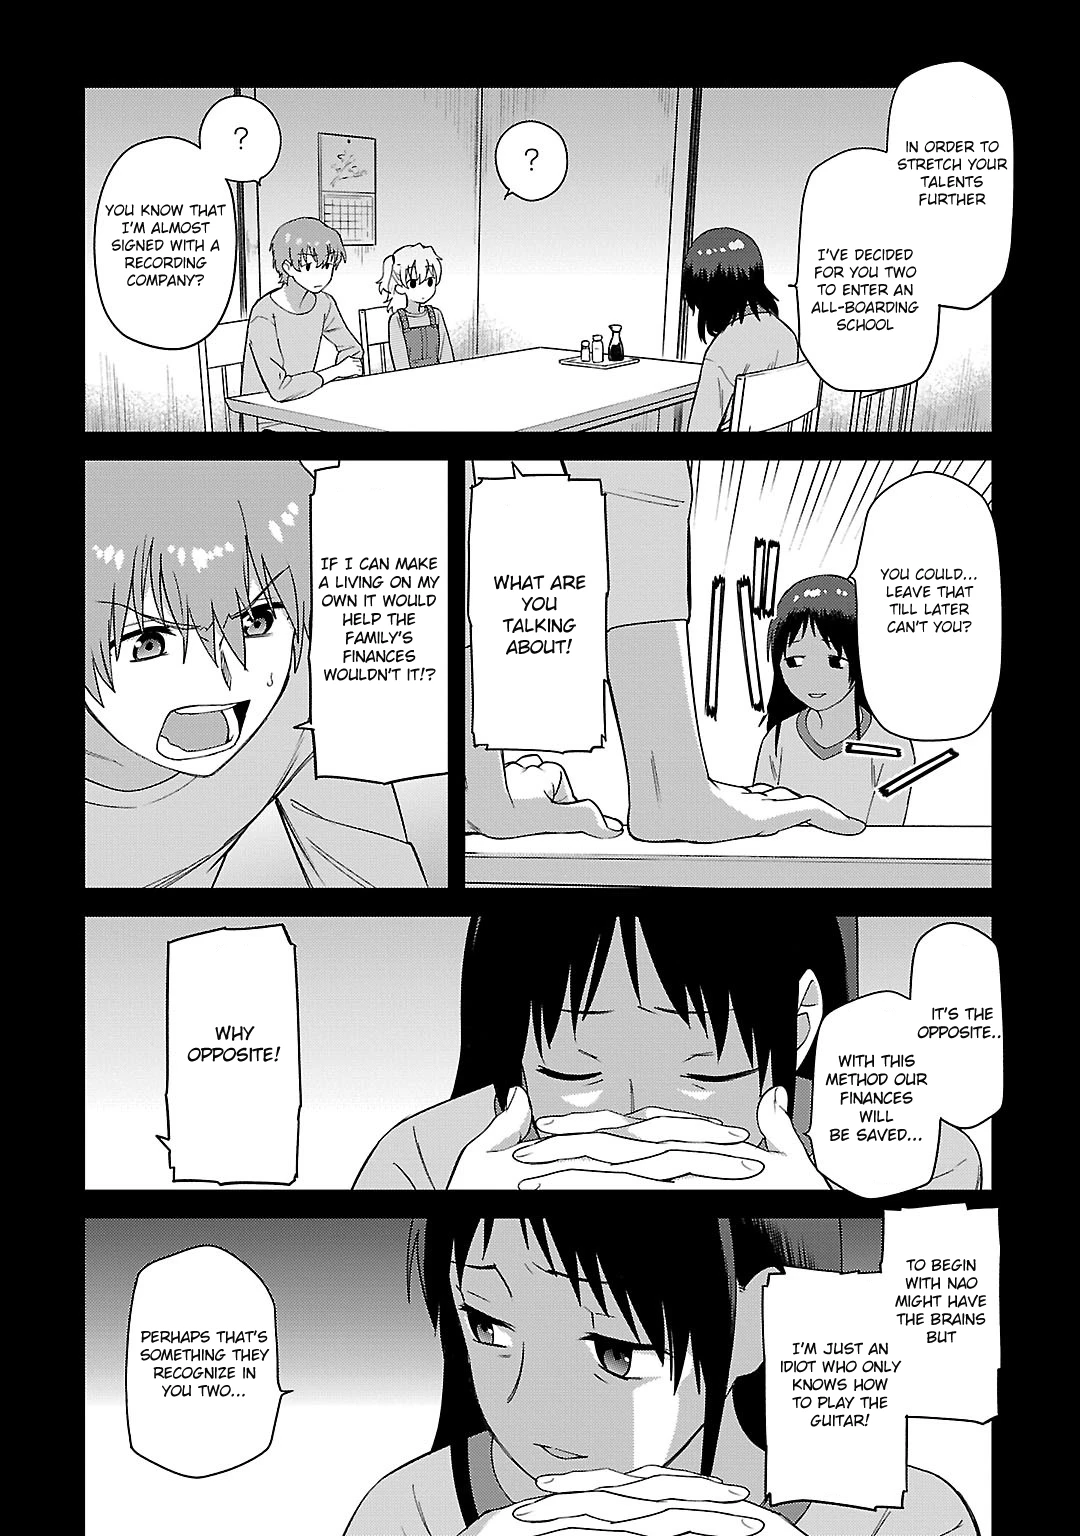 IN ORDER TO
STRETCH YOUR
TALENTS
FURTHER
I'VE DECIDED
FOR YOU TWO
TO ENTER AN
ALL-BOARDING
SCHOOL
?
?
YOU KNOW THAT
I'M ALMOST
SIGNED WITH A
RECORDING
COMPANY?
YOU COULD...
LEAVE THAT
TILL LATER
CAN'T YOU?
WHAT ARE
YOU
TALKING
ABOUT!
IF I CAN MAKE
A LIVING ON MY
OWN IT WOULD
HELP THE
FAMILY'S
FINANCES
WOULDN'T IT!?
IT'S THE
OPPOSITE..
WITH THIS
METHOD OUR
FINANCES
WILL
BE SAVED...
WHY
OPPOSITE!
TO BEGIN
WITH NAO
MIGHT HAVE
THE BRAINS
BUT
I'M JUST AN
IDIOT WHO ONLY
KNOWS HOW
TO PLAY THE
GUITAR!
PERHAPS THAT'S
SOMETHING THEY
RECOGNIZE IN
YOU TWO...